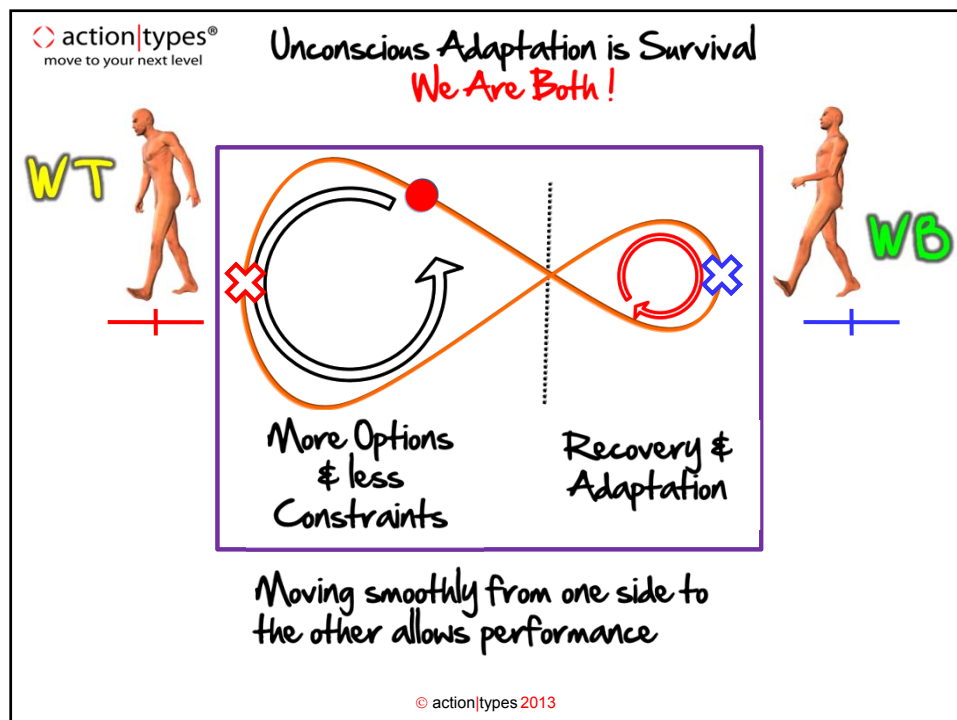 action|types®
move to your next level
Unconscious Adaptation is Survival
We Are Both !
WT
WB
More Options
& less
Constraints
Recovery &
Adaptation
Moving smoothly from one side to
the other allows performance
© action|types 2013